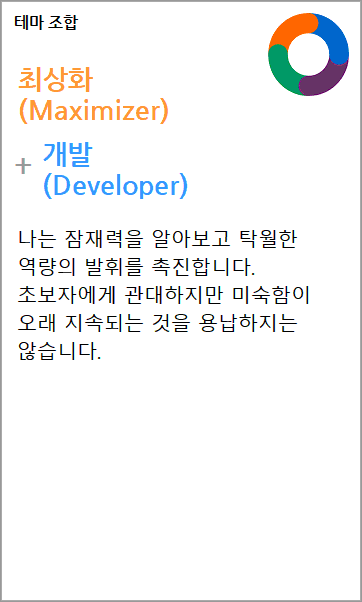 테마 조합
최상화
(Maximizer)
+ 개발
(Developer)
나는 잠재력을 알아보고 탁월한
역량의 발휘를 촉진합니다.
초보자에게 관대하지만 미숙함이
오래 지속되는 것을 용납하지는
않습니다.